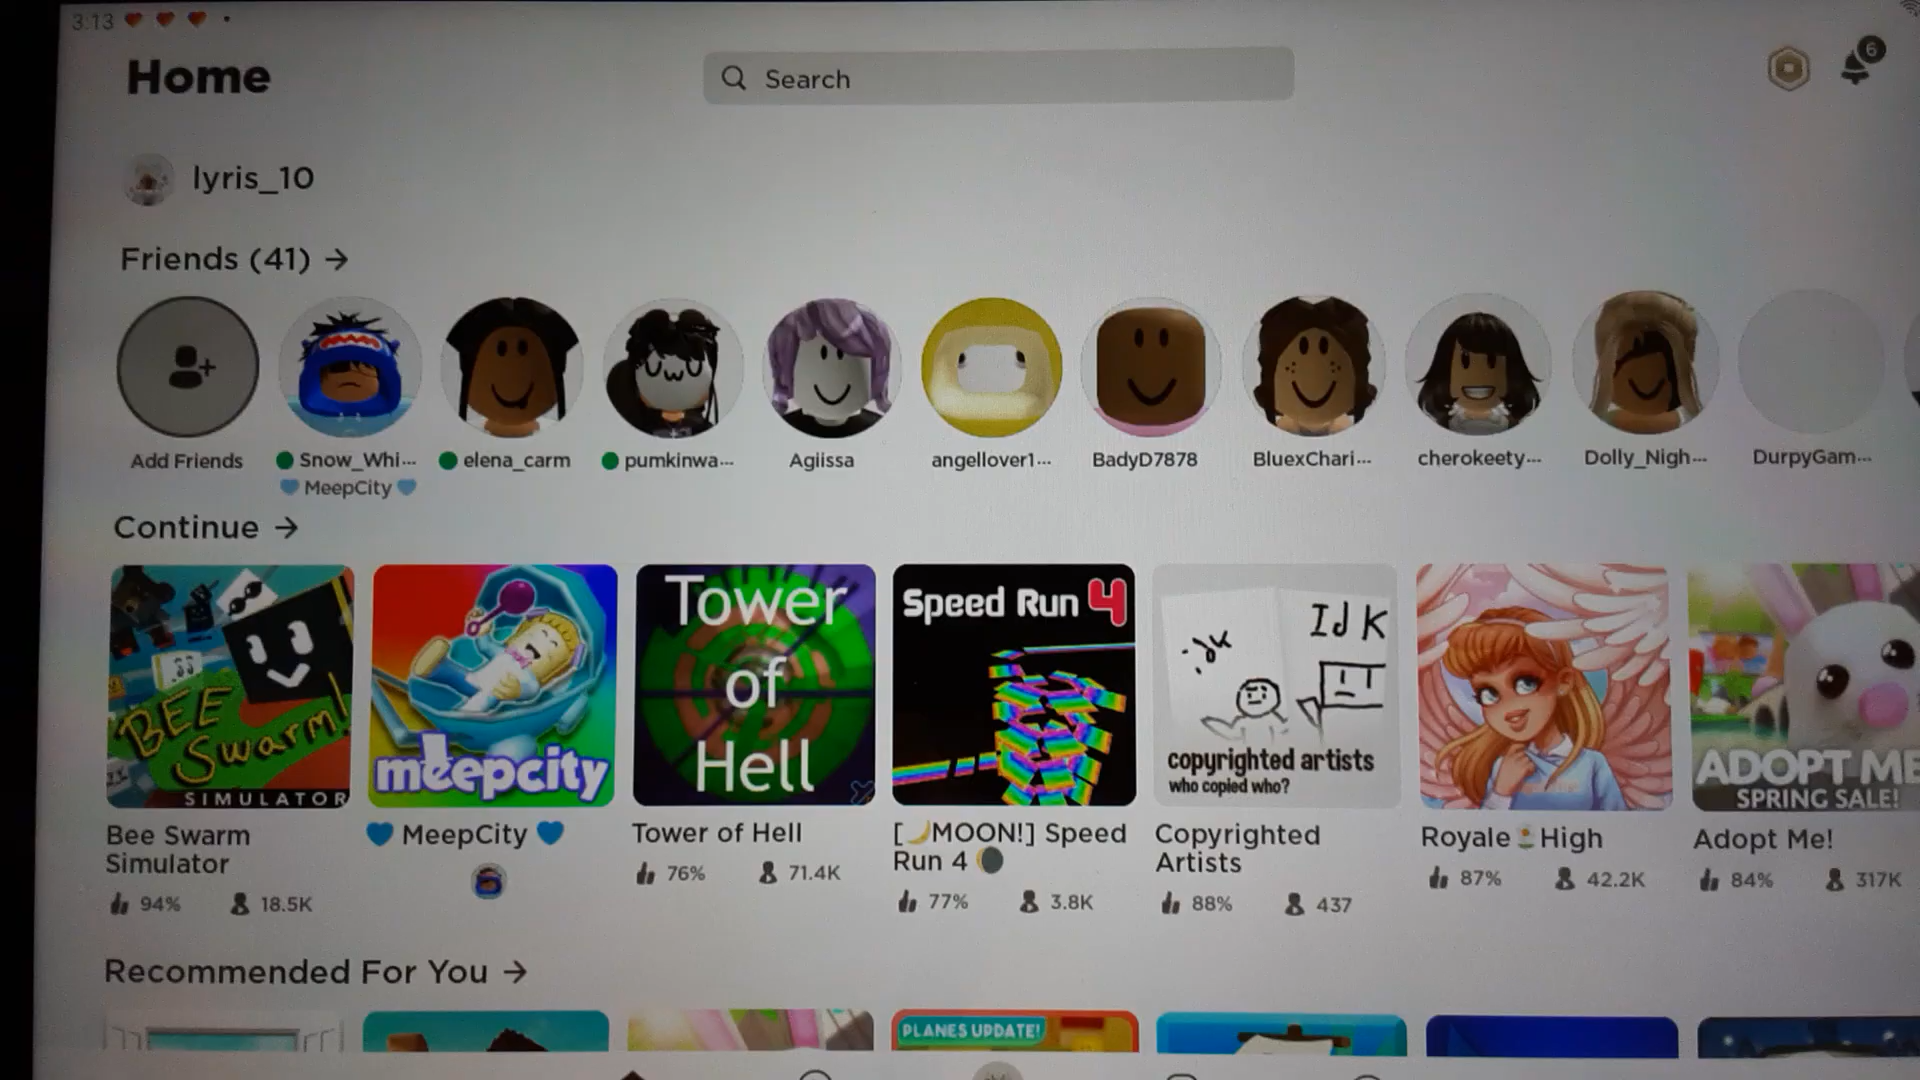 3:13
Home
Search
6
lyris_10
Friends (41) →
Add Friends
Snow_Whi...
elena_carm
pumkinwa...
Agiissa
angellover1...
BadyD7878
BluexChari...
cherokeety...
Dolly_Nigh...
DurpyGam...
MeepCity
Continue →
BEE
Swarm!
SIMULATOR
meepcity
Tower
of
Hell
Speed Run 4
IdK
copyrighted artists
who copied who?
ADOPT ME
SPRING SALE!
Bee Swarm
Simulator
94%
18.5K
MeepCity
Tower of Hell
76%
71.4K
[🌙MOON!] Speed
Run 4 🌘
77%
3.8K
Copyrighted
Artists
88%
437
Royale High
87%
42.2K
Adopt Me!
84%
317K
Recommended For You →
PLANES UPDATE!